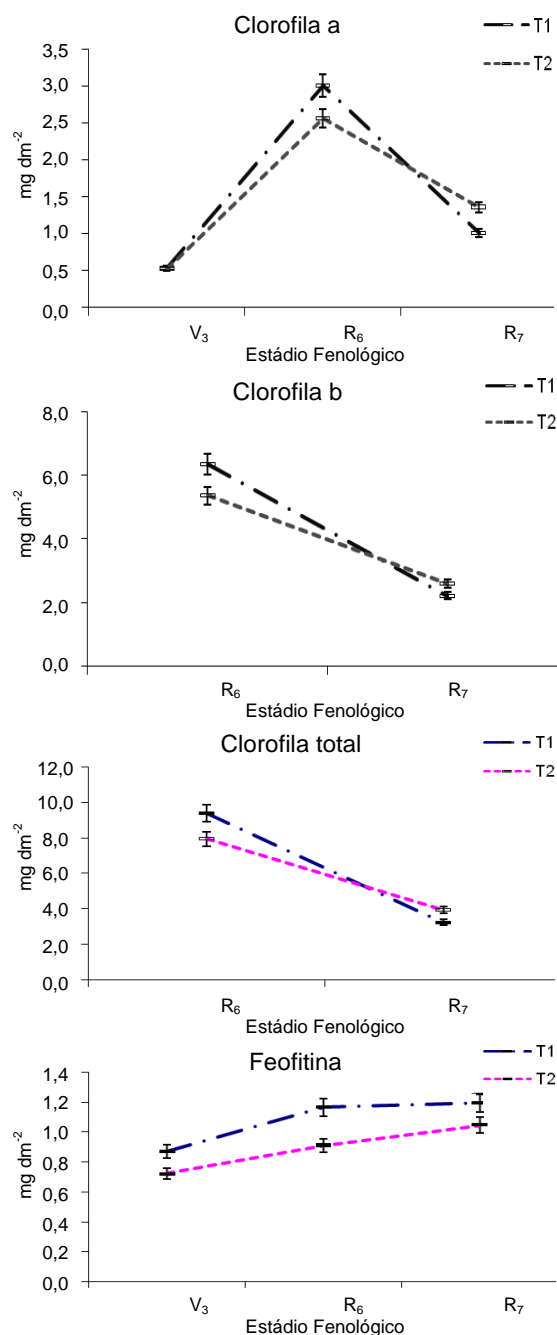 Clorofila a
T1
T2
3,5
3,0
2,5
2,0
1,5
1,0
0,5
0,0
mg dm-2
V3 R6 R7
Estádio Fenológico
Clorofila b
T1
T2
8,0
6,0
4,0
2,0
0,0
mg dm-2
R6 R7
Estádio Fenológico
Clorofila total
T1
T2
12,0
10,0
8,0
6,0
4,0
2,0
0,0
mg dm-2
R6 R7
Estádio Fenológico
Feofitina
T1
T2
1,4
1,2
1,0
0,8
0,6
0,4
0,2
0,0
mg dm-2
V3 R6 R7
Estádio Fenológico